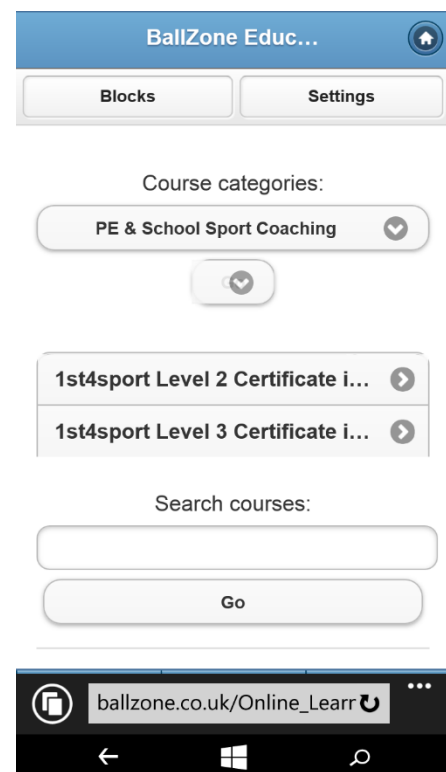 BallZone Educ...
Blocks Settings
Course categories:
PE & School Sport Coaching
1st4sport Level 2 Certificate i...
1st4sport Level 3 Certificate i...
Search courses:
Go
ballzone.co.uk/Online_Learr